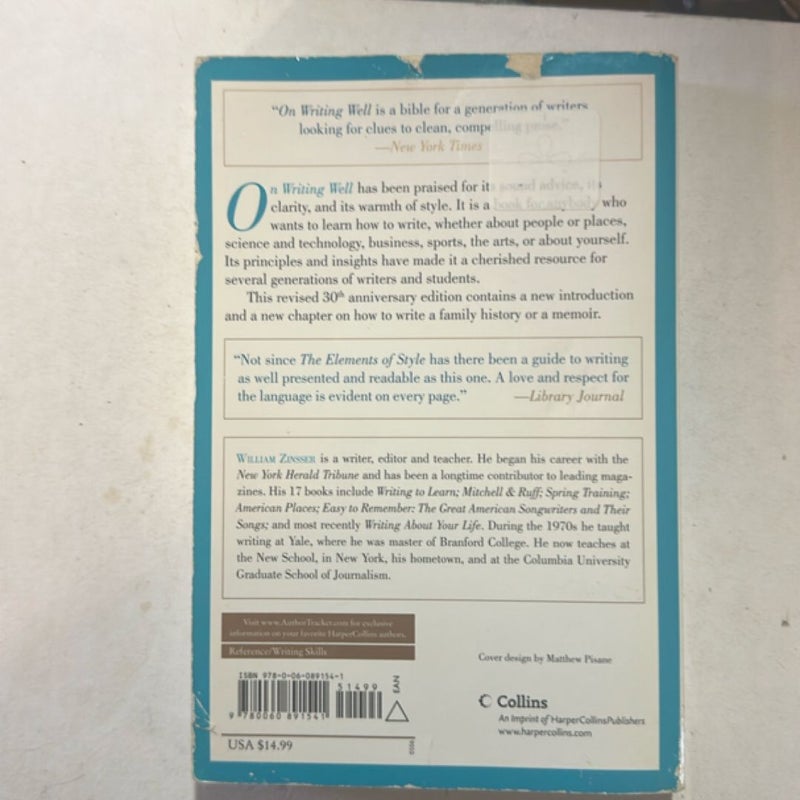 “On Writing Well is a bible for a generation of writers
looking for clues to clean, compelling prose.”
—New York Times
On Writing Well has been praised for its sound advice, its
clarity, and its warmth of style. It is a book for anybody who
wants to learn how to write, whether about people or places,
science and technology, business, sports, the arts, or about yourself.
Its principles and insights have made it a cherished resource for
several generations of writers and students.
This revised 30th anniversary edition contains a new introduction
and a new chapter on how to write a family history or a memoir.
“Not since The Elements of Style has there been a guide to writing
as well presented and readable as this one. A love and respect for
the language is evident on every page.” —Library Journal
WILLIAM ZINSSER is a writer, editor and teacher. He began his career with the
New York Herald Tribune and has been a longtime contributor to leading maga-
zines. His 17 books include Writing to Learn; Mitchell & Ruff; Spring Training;
American Places; Easy to Remember: The Great American Songwriters and Their
Songs; and most recently Writing About Your Life. During the 1970s he taught
writing at Yale, where he was master of Branford College. He now teaches at
the New School, in New York, his hometown, and at the Columbia University
Graduate School of Journalism.
Visit www.AuthorTracker.com for exclusive
information on your favorite HarperCollins authors.
Reference/Writing Skills
Cover design by Matthew Pisane
ISBN 978-0-06-089154-1
51499
EAN
9 780060 891541
Collins
An Imprint of HarperCollinsPublishers
www.harpercollins.com
USA $14.99